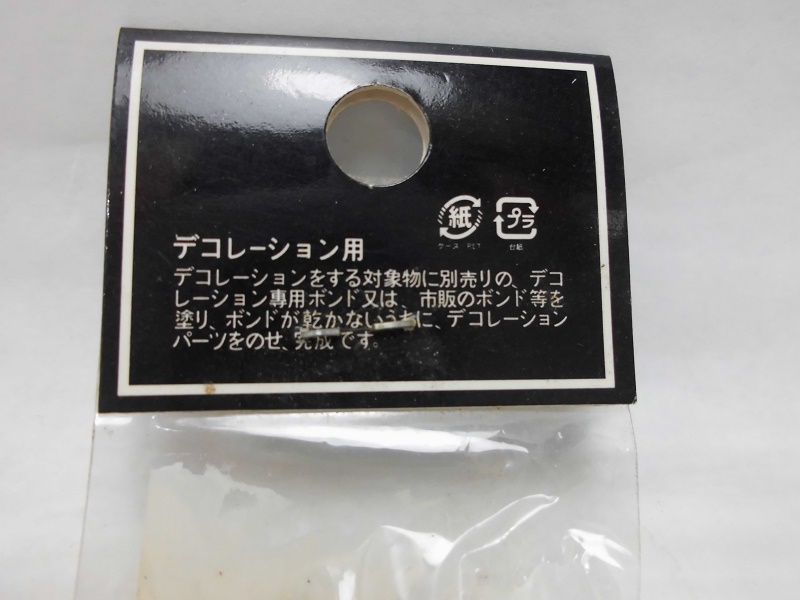 紙
プラ
ケース PET
台紙
デコレーション用
デコレーションをする対象物に別売りの、デコ
レーション専用ボンド又は、市販のボンド等を
塗り、ボンドが乾かないうちに、デコレーション
パーツをのせ、完成です。